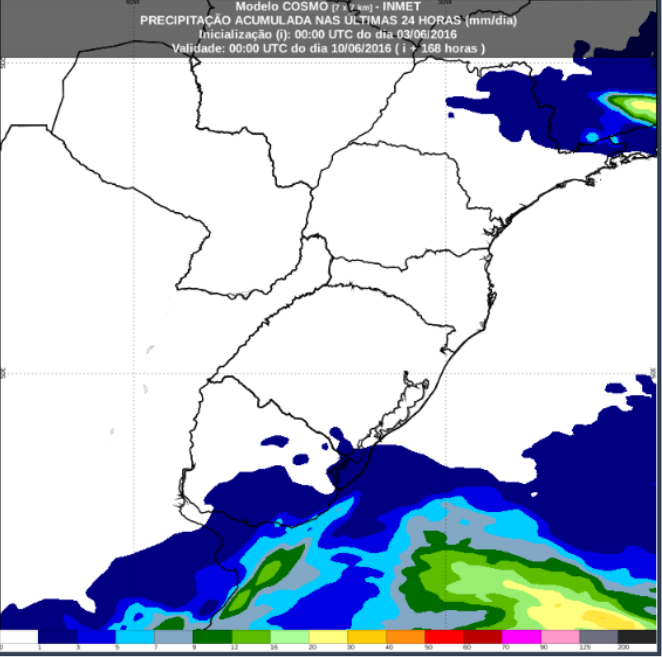 Modelo COSMO [7 x 7 km] - INMET
PRECIPITAÇÃO ACUMULADA NAS ÚLTIMAS 24 HORAS (mm/dia)
Inicialização (i): 00:00 UTC do dia 03/06/2016
Validade: 00:00 UTC do dia 10/06/2016 ( i + 168 horas )
0 1 3 5 7 9 12 16 20 30 40 50 60 70 90 125 200